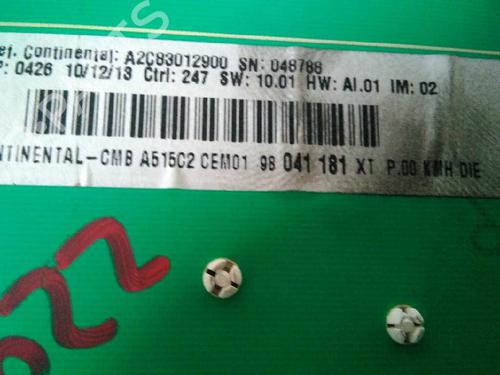 ef. Continental: A2C83012900 SN: 048788
P: 0426 10/12/13 Ctrl: 247 SW: 10.01 HW: AI.01 IM: 02
NTINENTAL-CMB A515C2 CEM01 98 041 181 XT P.00 KMH DIE
022